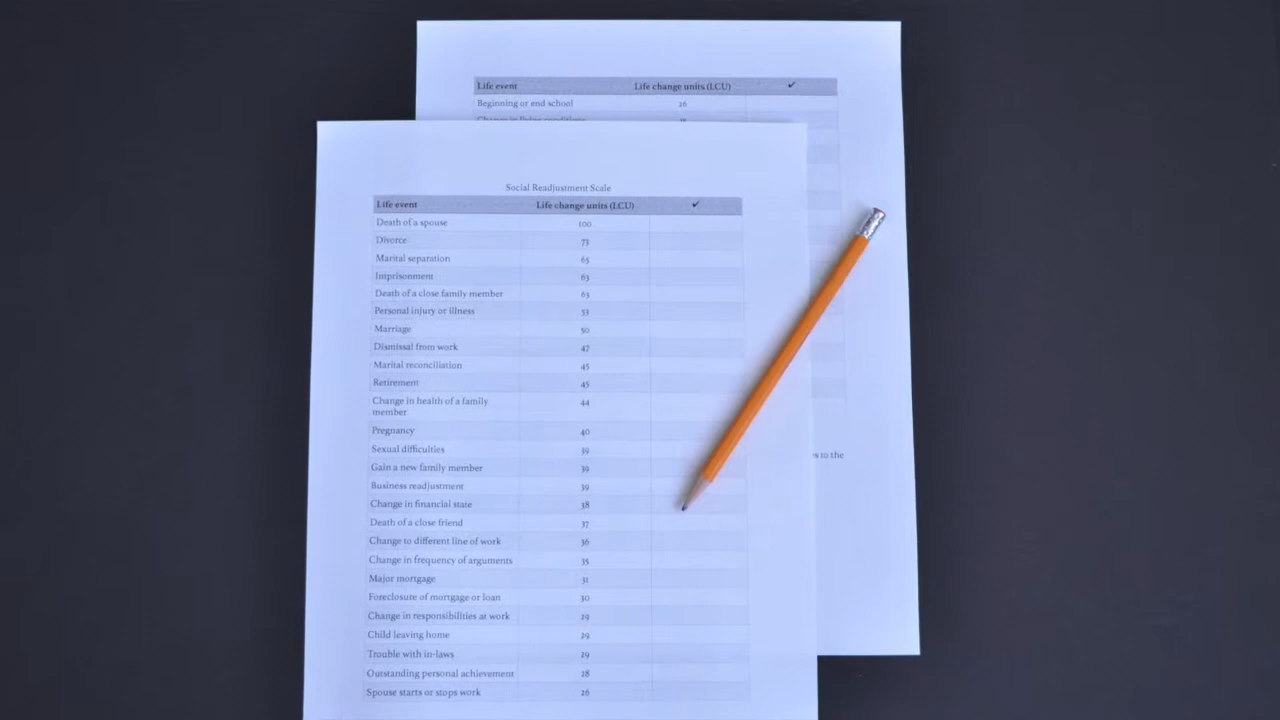 Life event Life change units (LCU) ✓
Beginning or end school 16
Change in living conditions
s to the
Social Readjustment Scale
Life event Life change units (LCU) ✓
Death of a spouse 100
Divorce 73
Marital separation 65
Imprisonment 63
Death of a close family member 63
Personal injury or illness 53
Marriage 50
Dismissal from work 47
Marital reconciliation 45
Retirement 45
Change in health of a family 44
member
Pregnancy 40
Sexual difficulties 39
Gain a new family member 39
Business readjustment 39
Change in financial state 38
Death of a close friend 37
Change to different line of work 36
Change in frequency of arguments 35
Major mortgage 31
Foreclosure of mortgage or loan 30
Change in responsibilities at work 29
Child leaving home 29
Trouble with in-laws 29
Outstanding personal achievement 28
Spouse starts or stops work 26